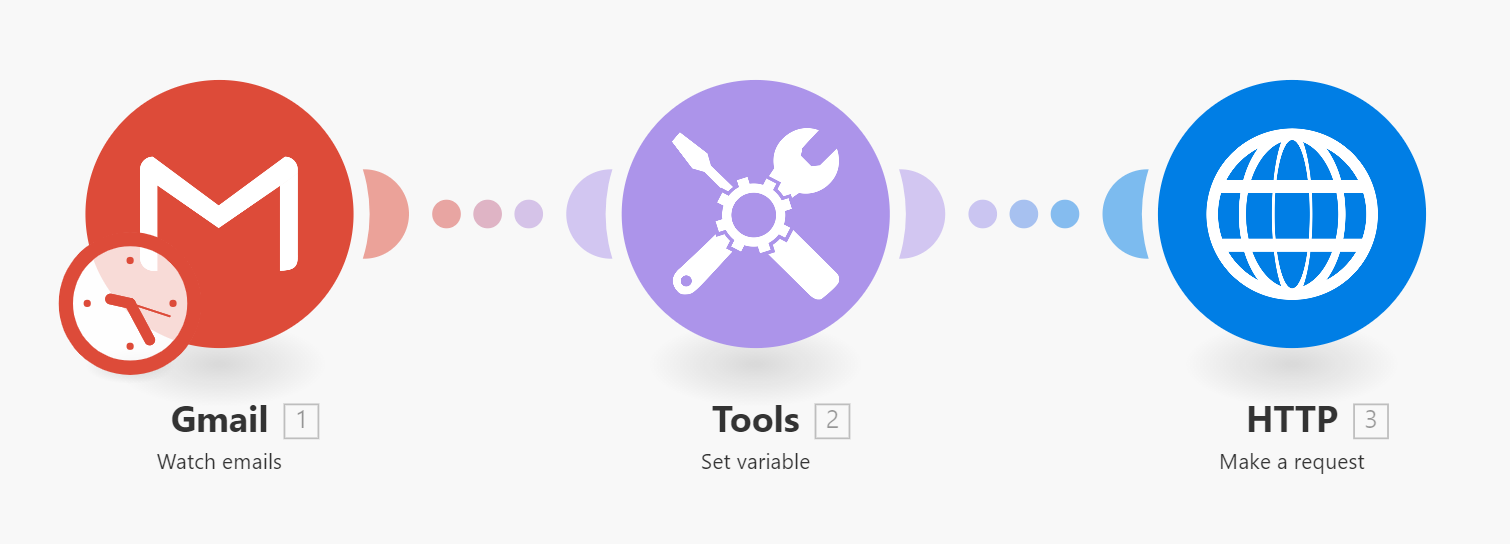 Gmail 1
Watch emails
Tools 2
Set variable
HTTP 3
Make a request